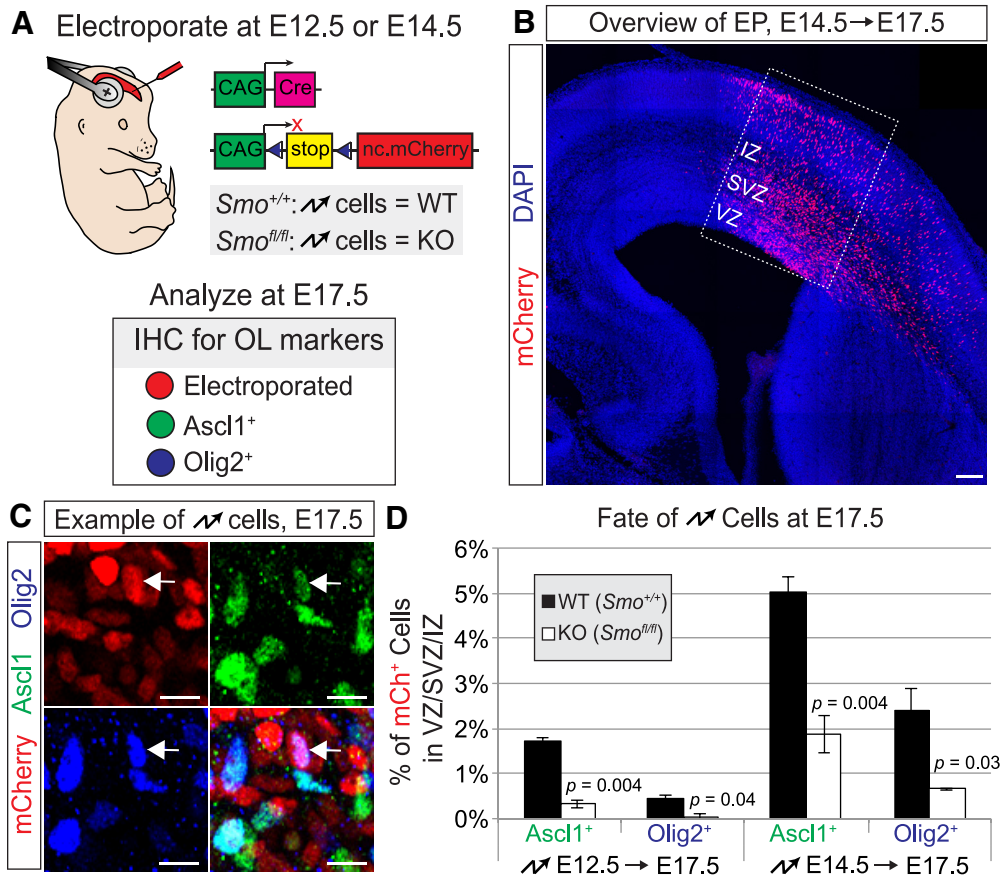 A
Electroporate at E12.5 or E14.5
CAG
Cre
x
CAG
stop
nc.mCherry
Smo+/+: cells = WT
Smofl/fl: cells = KO
Analyze at E17.5
IHC for OL markers
Electroporated
Ascl1+
Olig2+
B
Overview of EP, E14.5→E17.5
mCherry DAPI
IZ
SVZ
VZ
C
Example of cells, E17.5
mCherry Ascl1 Olig2
D
Fate of Cells at E17.5
% of mCh+ Cells
in VZ/SVZ/IZ
6%
5%
4%
3%
2%
1%
0%
WT (Smo+/+)
KO (Smofl/fl)
p = 0.004
p = 0.04
p = 0.004
p = 0.03
Ascl1+
Olig2+
Ascl1+
Olig2+
E12.5 → E17.5
E14.5 → E17.5